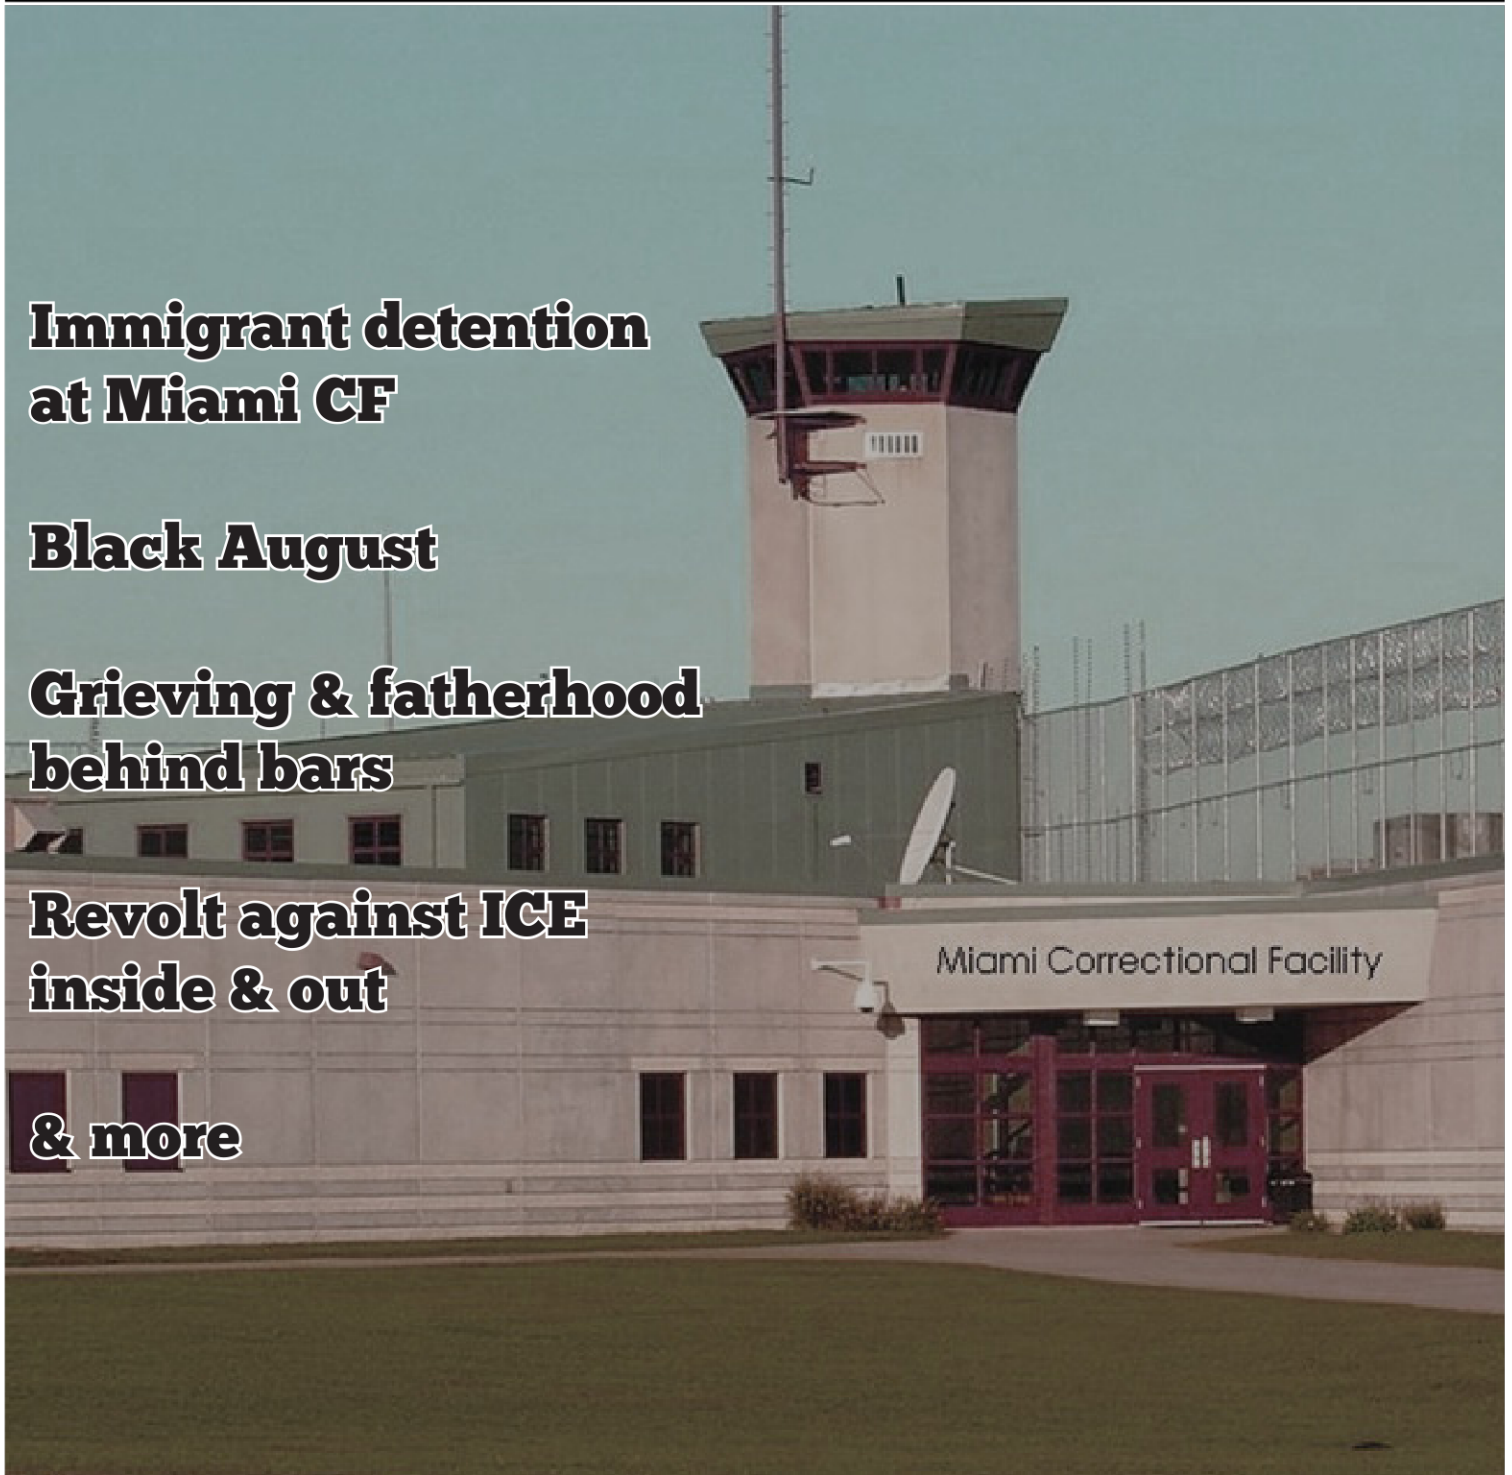 Immigrant detention
at Miami CF
Black August
Grieving & fatherhood
behind bars
Revolt against ICE
inside & out
Miami Correctional Facility
& more